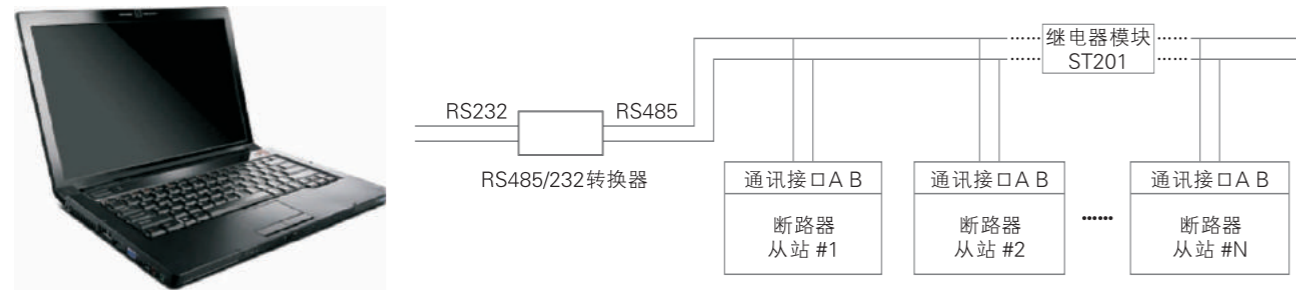 继电器模块
ST201
RS232
RS485
RS485/232转换器
通讯接口A B
断路器
从站 #1
通讯接口A B
断路器
从站 #2
......
通讯接口A B
断路器
从站 #N